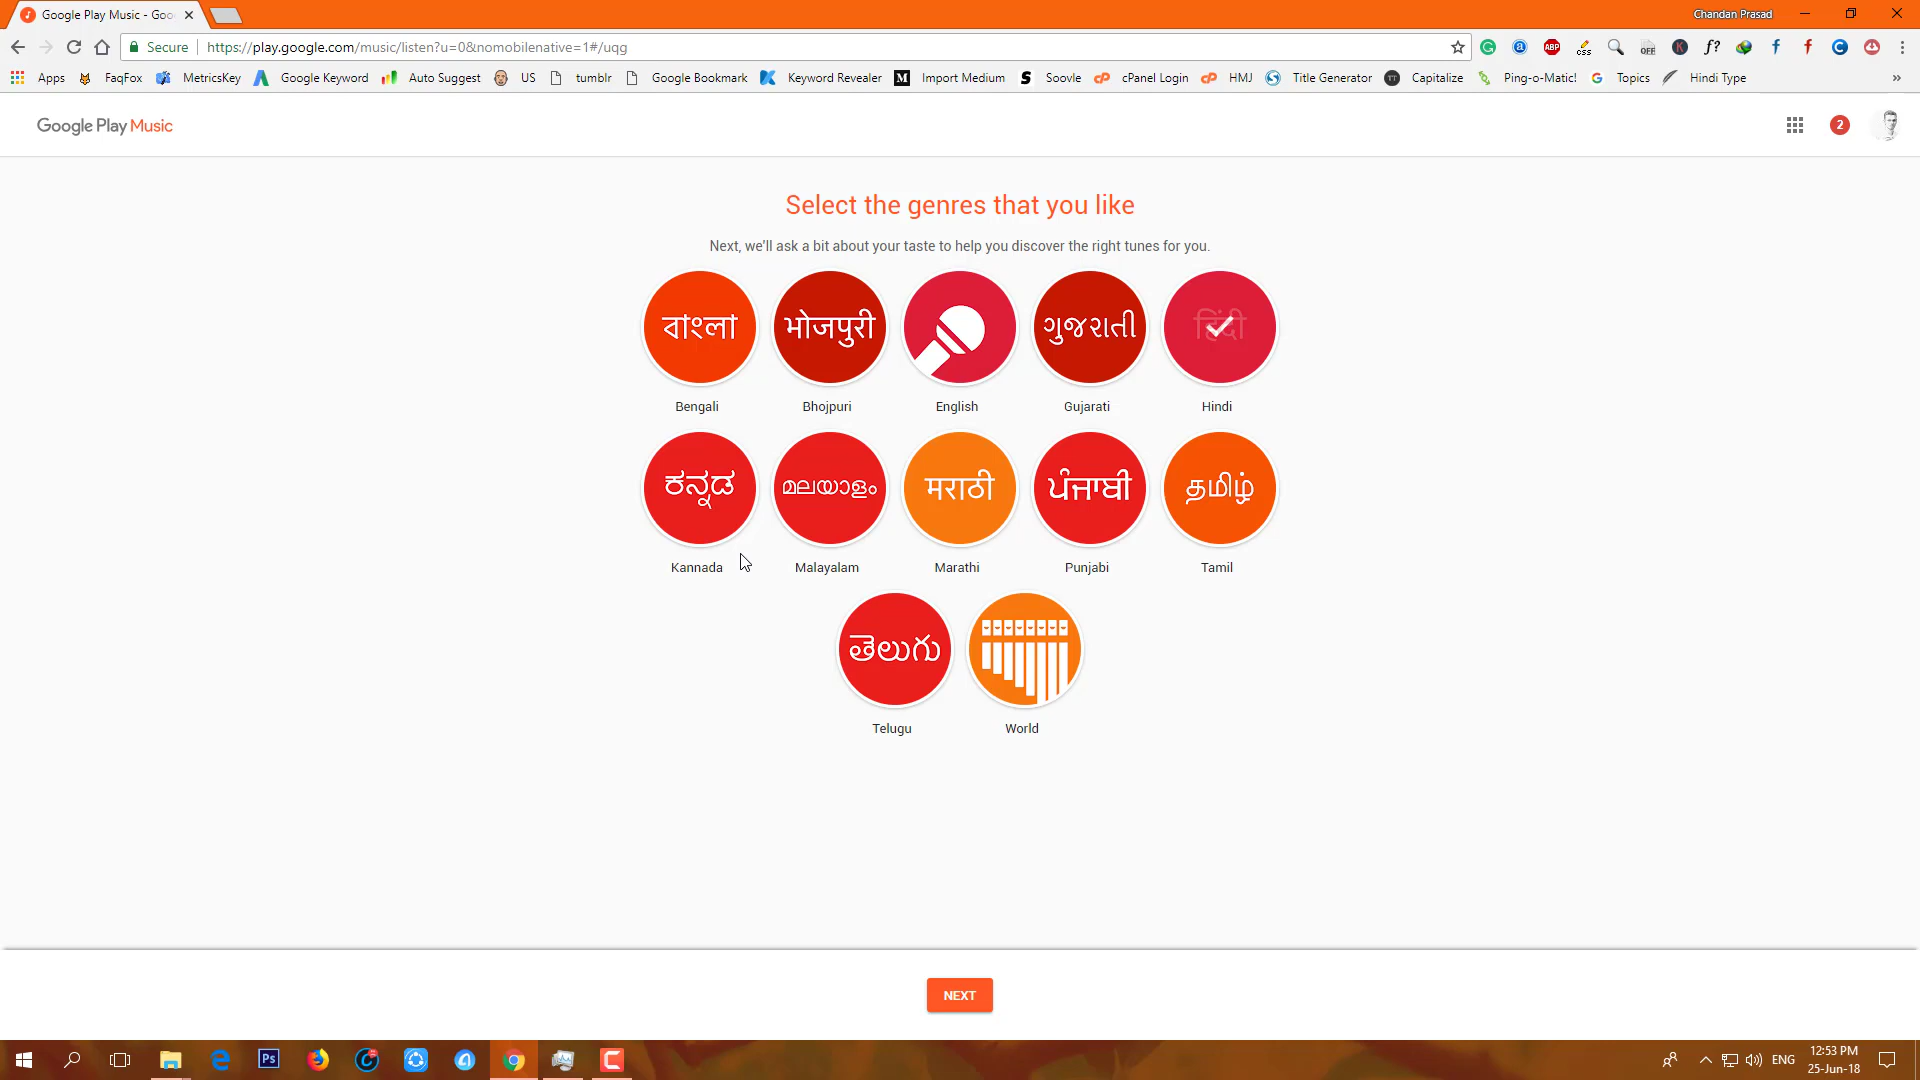 Google Play Music - Goo
Chandan Prasad
Secure https://play.google.com/music/listen?u=0&nomobilenative=1#/uqg
ABP css OFF K f?
Apps FaqFox MetricsKey Google Keyword Auto Suggest US tumblr Google Bookmark Keyword Revealer Import Medium Soovle cPanel Login HMJ Title Generator Capitalize Ping-o-Matic! Topics Hindi Type »
Google Play Music 2
Select the genres that you like
Next, we'll ask a bit about your taste to help you discover the right tunes for you.
বাংলা भोजपुरी ગુજરાતી हिंदी
Bengali Bhojpuri English Gujarati Hindi
ಕನ್ನಡ മലയാളം मराठी ਪੰਜਾਬੀ தமிழ்
Kannada Malayalam Marathi Punjabi Tamil
తెలుగు
Telugu World
NEXT
Ps ENG 12:53 PM
25-Jun-18